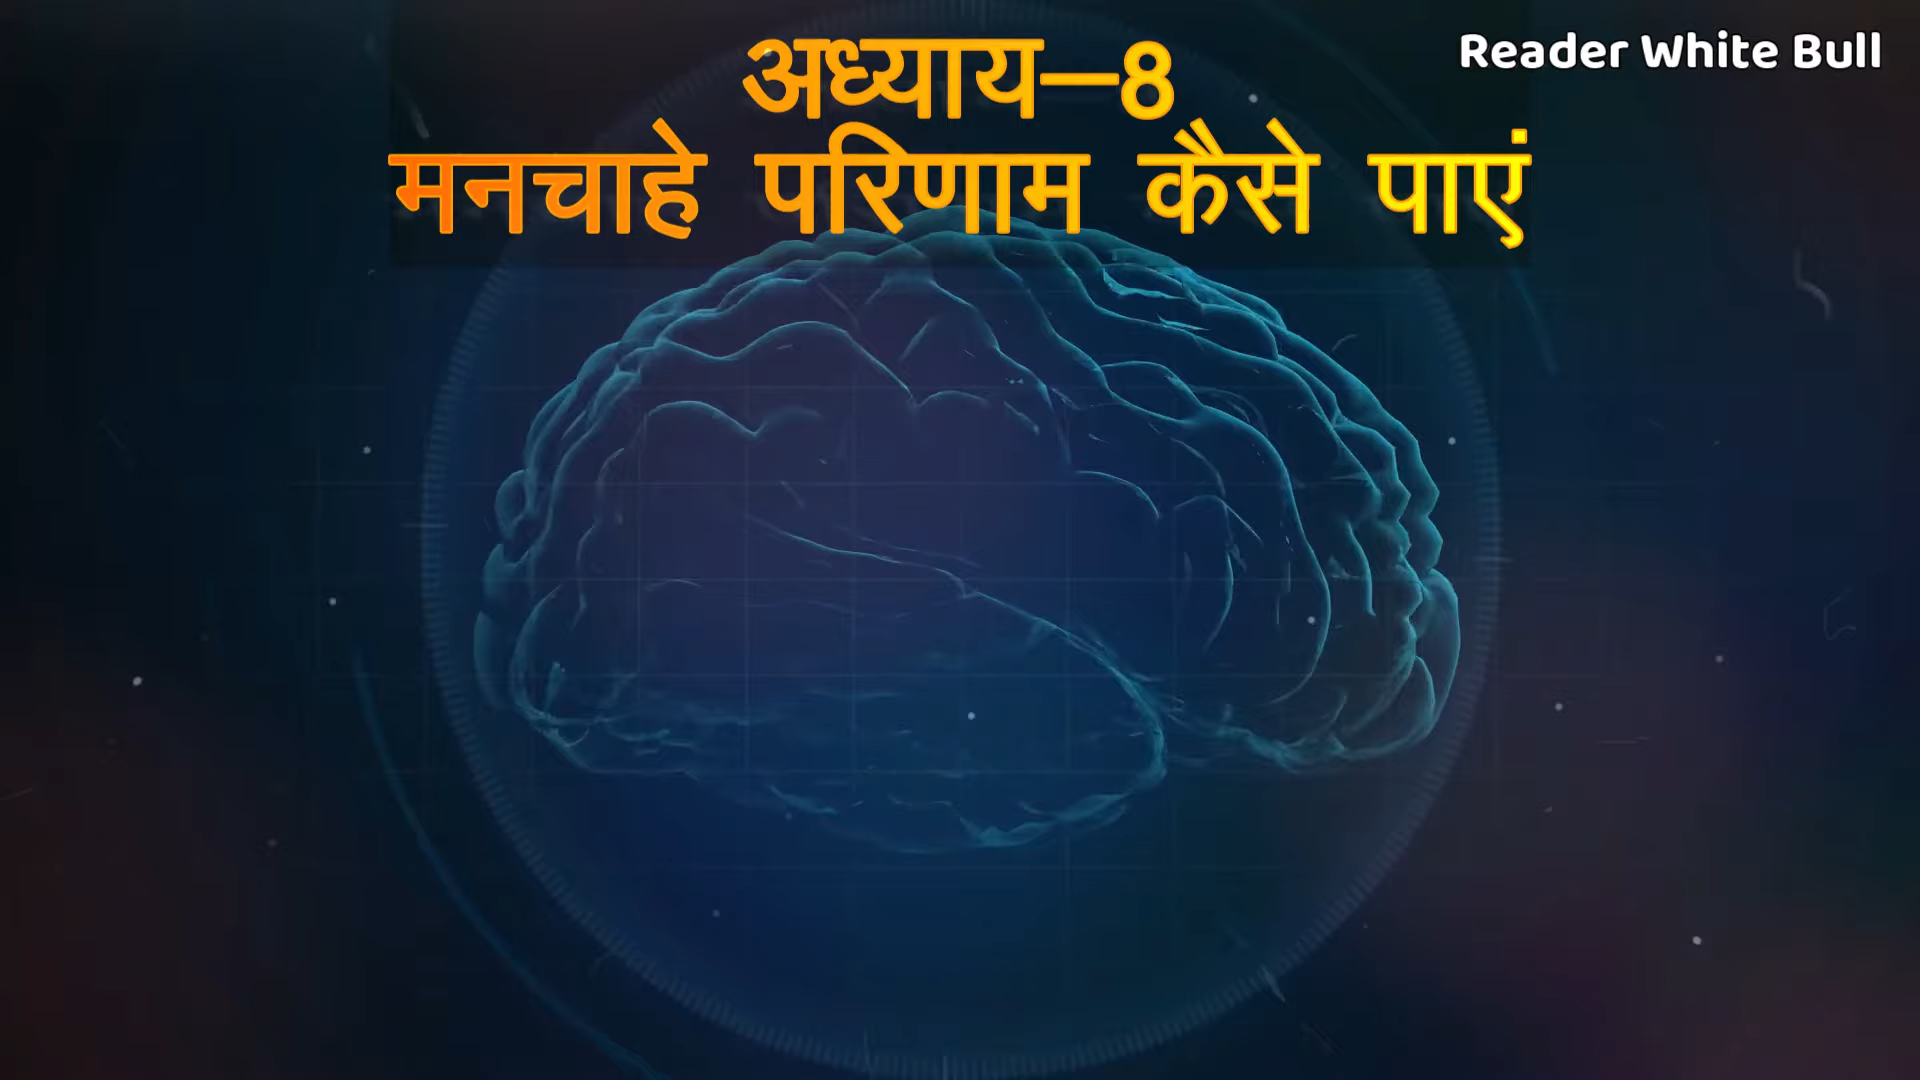 Reader White Bull
अध्याय–8
मनचाहे परिणाम कैसे पाएं